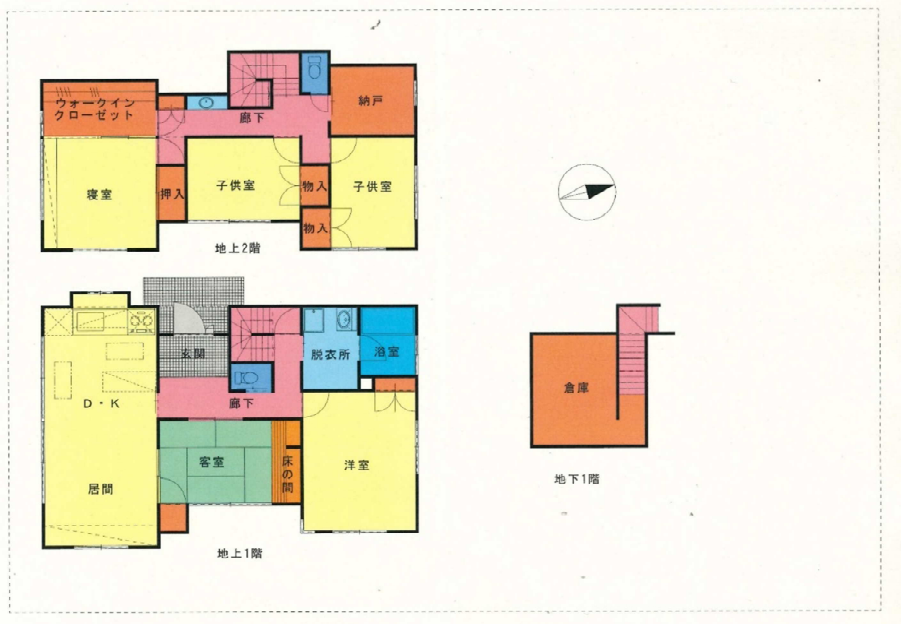 ウォークイン
クローゼット
廊下
納戸
寝室
押入
子供室
物入
子供室
物入
地上2階
玄関
脱衣所
浴室
D・K
廊下
客室
床の間
洋室
居間
地上1階
倉庫
地下1階